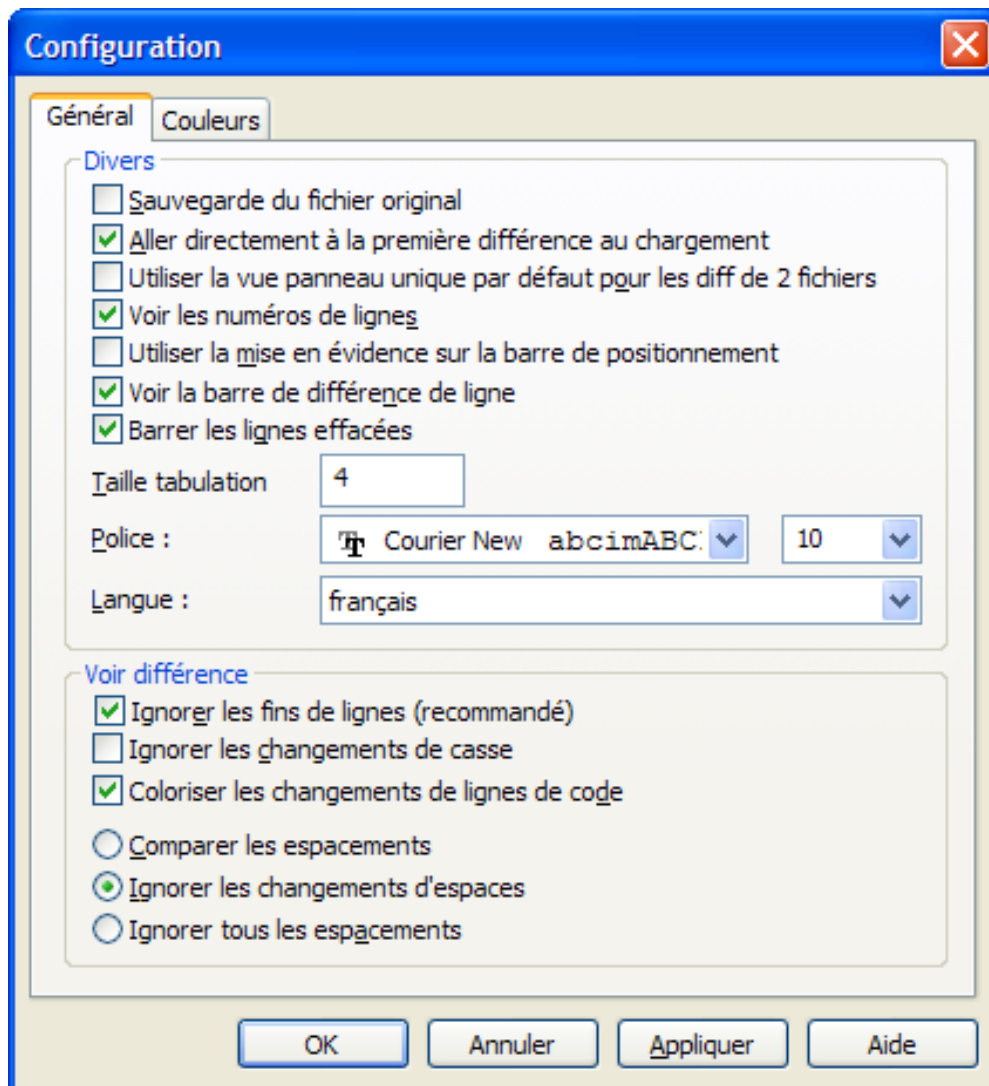 Configuration
Général
Couleurs
Divers
Sauvegarde du fichier original
Aller directement à la première différence au chargement
Utiliser la vue panneau unique par défaut pour les diff de 2 fichiers
Voir les numéros de lignes
Utiliser la mise en évidence sur la barre de positionnement
Voir la barre de différence de ligne
Barrer les lignes effacées
Taille tabulation 4
Police : Courier New abcimABC 10
Langue : français
Voir différence
Ignorer les fins de lignes (recommandé)
Ignorer les changements de casse
Coloriser les changements de lignes de code
Comparer les espacements
Ignorer les changements d'espaces
Ignorer tous les espacements
OK Annuler Appliquer Aide